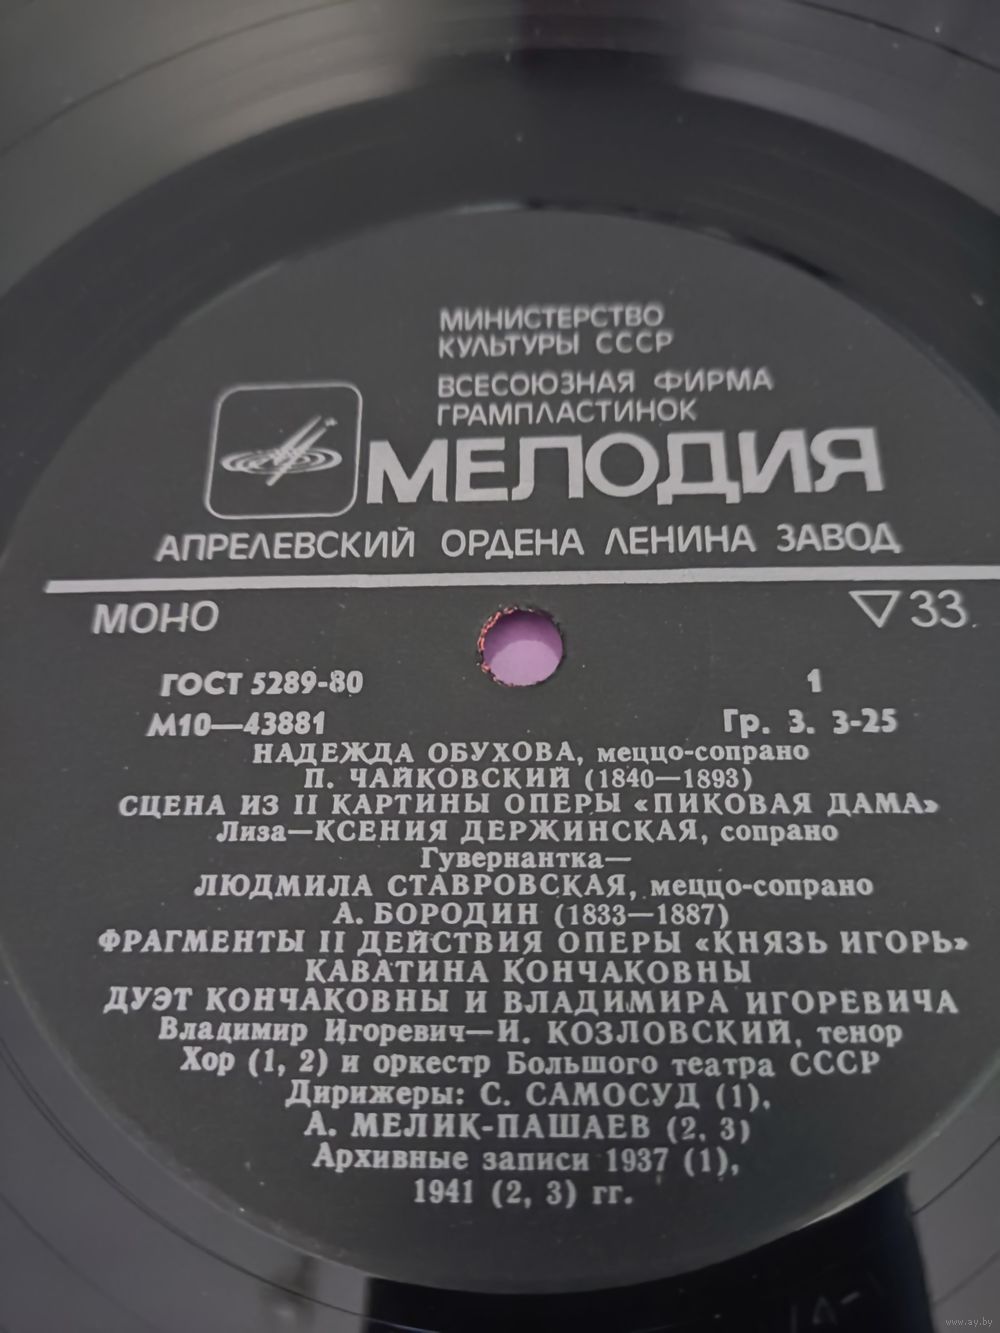 МИНИСТЕРСТВО
КУЛЬТУРЫ СССР
ВСЕСОЮЗНАЯ ФИРМА
ГРАМПЛАСТИНОК
МЕЛОДИЯ
АПРЕЛЕВСКИЙ ОРДЕНА ЛЕНИНА ЗАВОД
МОНО
▽ 33
ГОСТ 5289-80
1
М10—43881
Гр. 3. 3-25
НАДЕЖДА ОБУХОВА, меццо-сопрано
П. ЧАЙКОВСКИЙ (1840—1893)
СЦЕНА ИЗ II КАРТИНЫ ОПЕРЫ «ПИКОВАЯ ДАМА»
Лиза—КСЕНИЯ ДЕРЖИНСКАЯ, сопрано
Гувернантка—
ЛЮДМИЛА СТАВРОВСКАЯ, меццо-сопрано
А. БОРОДИН (1833—1887)
ФРАГМЕНТЫ II ДЕЙСТВИЯ ОПЕРЫ «КНЯЗЬ ИГОРЬ»
КАВАТИНА КОНЧАКОВНЫ
ДУЭТ КОНЧАКОВНЫ И ВЛАДИМИРА ИГОРЕВИЧА
Владимир Игоревич—И. КОЗЛОВСКИЙ, тенор
Хор (1, 2) и оркестр Большого театра СССР
Дирижеры: С. САМОСУД (1),
А. МЕЛИК-ПАШАЕВ (2, 3)
Архивные записи 1937 (1),
1941 (2, 3) гг.
www.ay.by